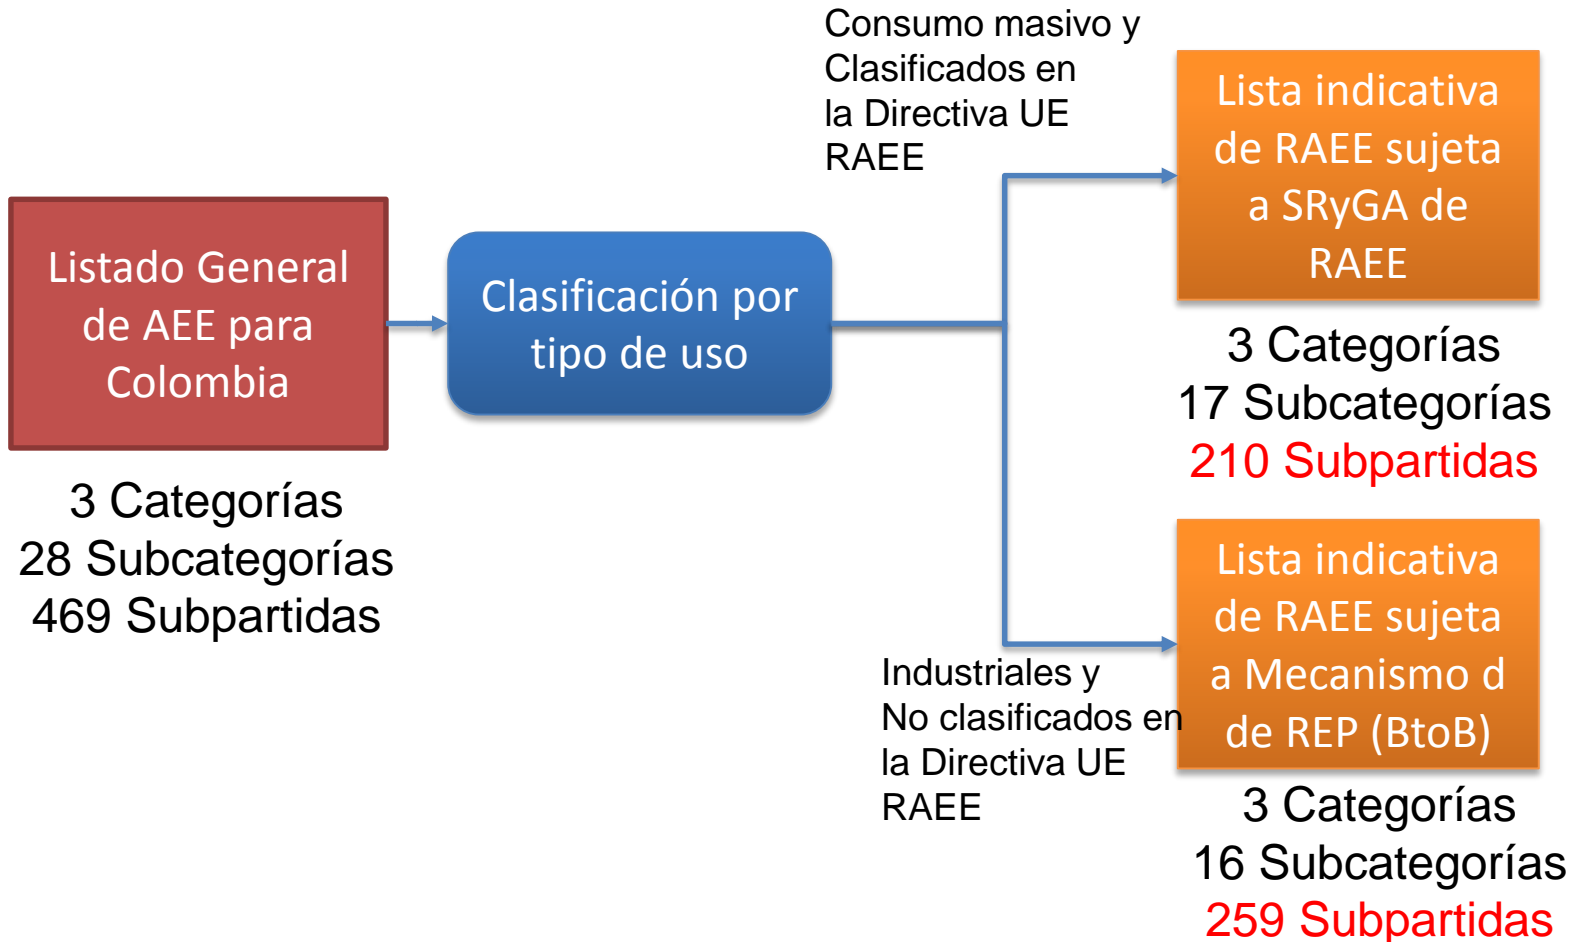 Listado General
de AEE para
Colombia
3 Categorías
28 Subcategorías
469 Subpartidas
Clasificación por
tipo de uso
Consumo masivo y
Clasificados en
la Directiva UE
RAEE
Lista indicativa
de RAEE sujeta
a SRyGA de
RAEE
3 Categorías
17 Subcategorías
210 Subpartidas
Industriales y
No clasificados en
la Directiva UE
RAEE
Lista indicativa
de RAEE sujeta
a Mecanismo d
de REP (BtoB)
3 Categorías
16 Subcategorías
259 Subpartidas